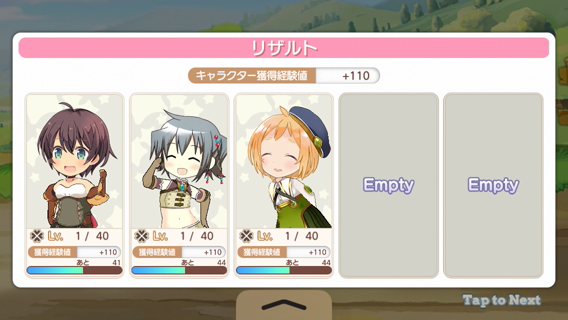 リザルト
キャラクター獲得経験値 +110
Lv. 1 / 40
獲得経験値 +110
あと 41
Lv. 1 / 40
獲得経験値 +110
あと 44
Lv. 1 / 40
獲得経験値 +110
あと 44
Empty
Empty
Tap to Next